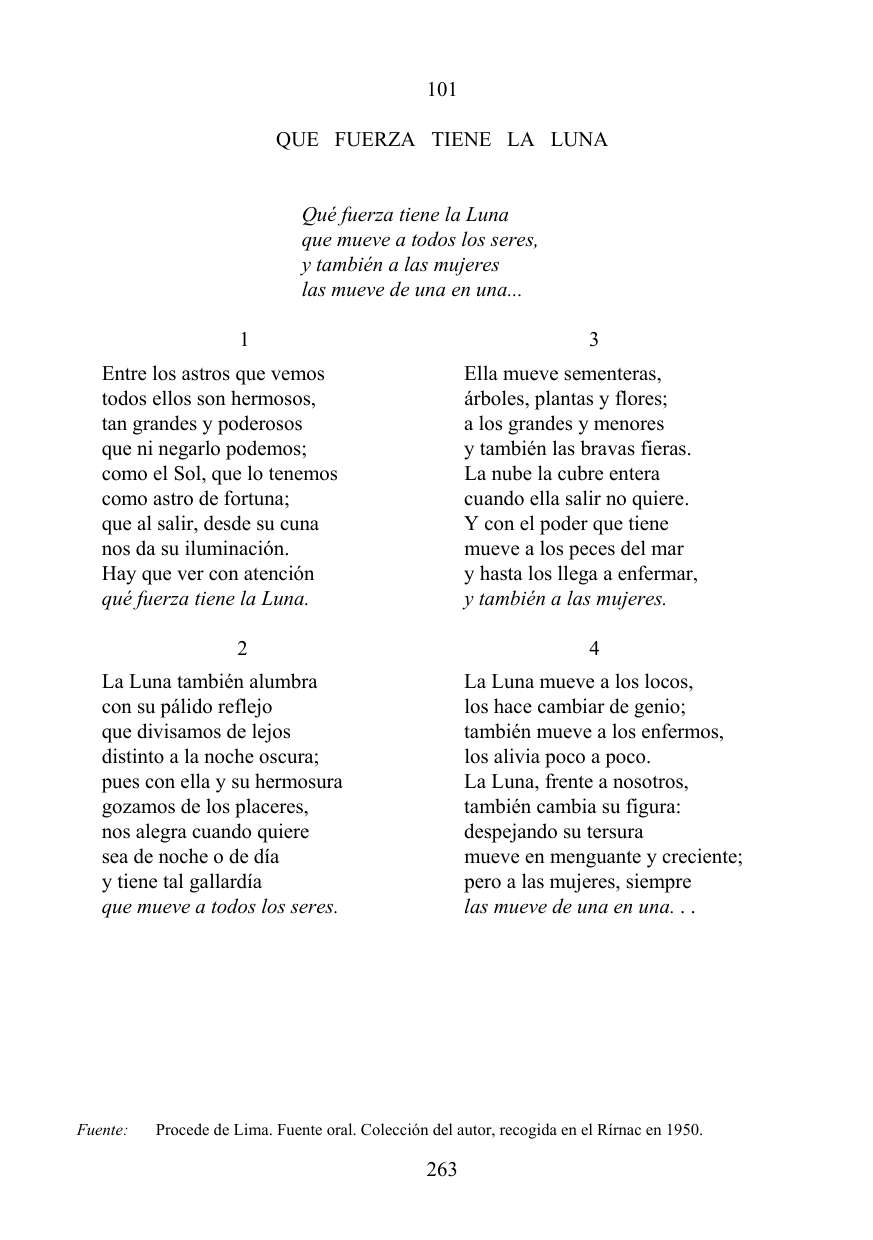 101
QUE FUERZA TIENE LA LUNA
Qué fuerza tiene la Luna
que mueve a todos los seres,
y también a las mujeres
las mueve de una en una...
1
Entre los astros que vemos
todos ellos son hermosos,
tan grandes y poderosos
que ni negarlo podemos;
como el Sol, que lo tenemos
como astro de fortuna;
que al salir, desde su cuna
nos da su iluminación.
Hay que ver con atención
qué fuerza tiene la Luna.
2
La Luna también alumbra
con su pálido reflejo
que divisamos de lejos
distinto a la noche oscura;
pues con ella y su hermosura
gozamos de los placeres,
nos alegra cuando quiere
sea de noche o de día
y tiene tal gallardía
que mueve a todos los seres.
3
Ella mueve sementeras,
árboles, plantas y flores;
a los grandes y menores
y también las bravas fieras.
La nube la cubre entera
cuando ella salir no quiere.
Y con el poder que tiene
mueve a los peces del mar
y hasta los llega a enfermar,
y también a las mujeres.
4
La Luna mueve a los locos,
los hace cambiar de genio;
también mueve a los enfermos,
los alivia poco a poco.
La Luna, frente a nosotros,
también cambia su figura:
despejando su tersura
mueve en menguante y creciente;
pero a las mujeres, siempre
las mueve de una en una. . .
Fuente: Procede de Lima. Fuente oral. Colección del autor, recogida en el Rírnac en 1950.
263